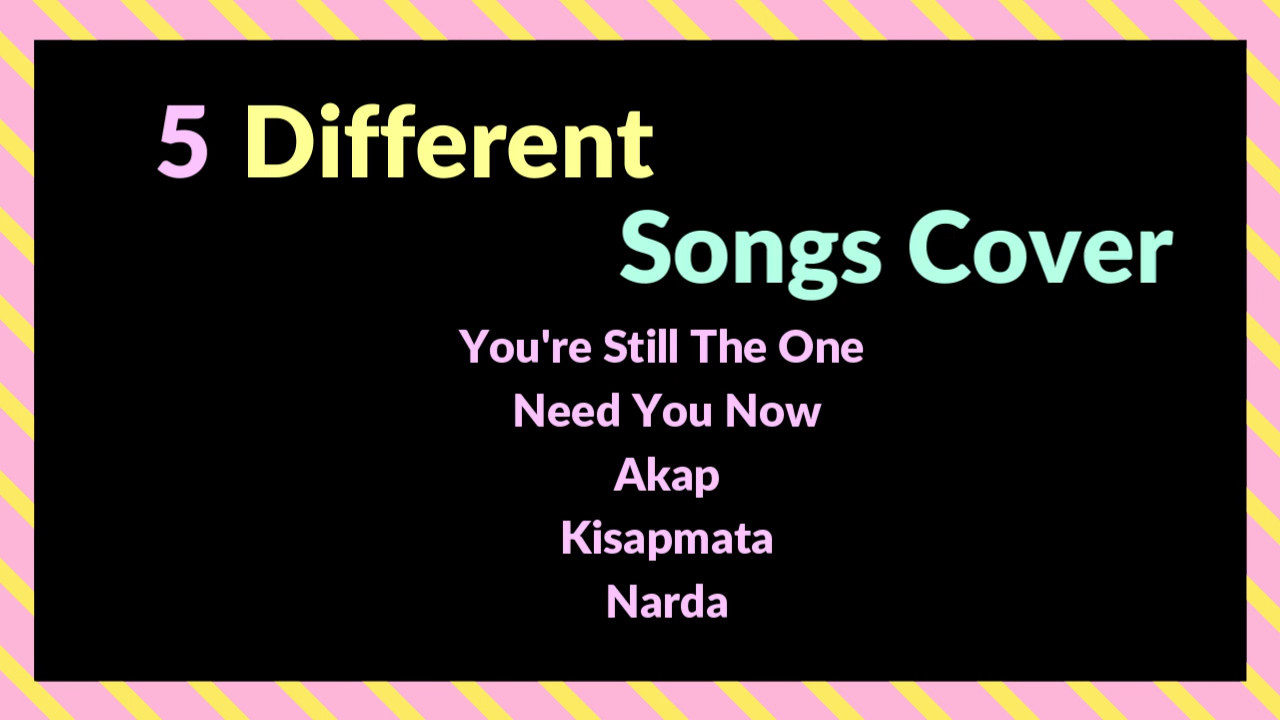 5 Different
Songs Cover
You're Still The One
Need You Now
Akap
Kisapmata
Narda